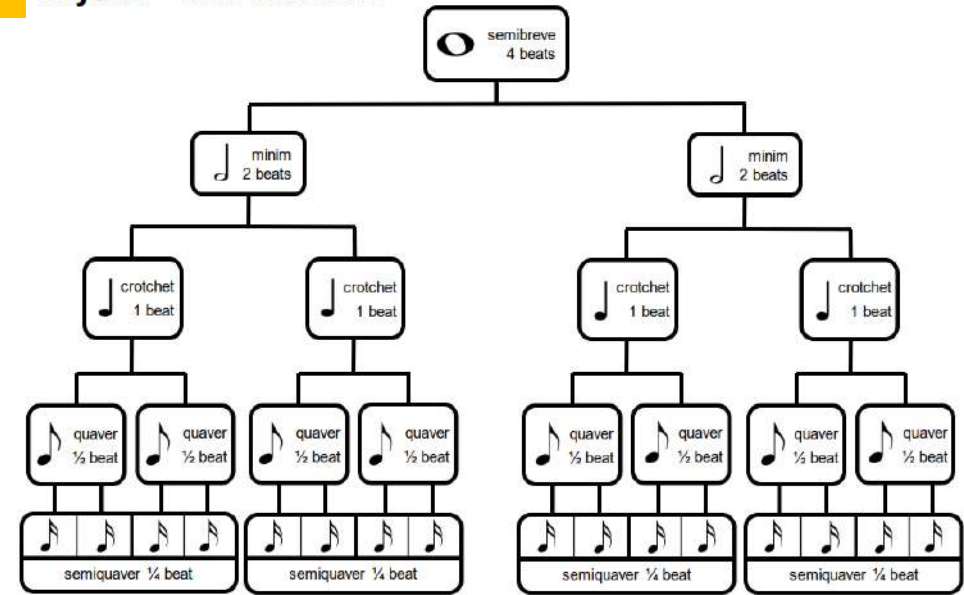 semibreve
4 beats
minim
2 beats
minim
2 beats
crotchet
1 beat
crotchet
1 beat
crotchet
1 beat
crotchet
1 beat
quaver
½ beat
quaver
½ beat
quaver
½ beat
quaver
½ beat
quaver
½ beat
quaver
½ beat
quaver
½ beat
quaver
½ beat
semiquaver ¼ beat
semiquaver ¼ beat
semiquaver ¼ beat
semiquaver ¼ beat